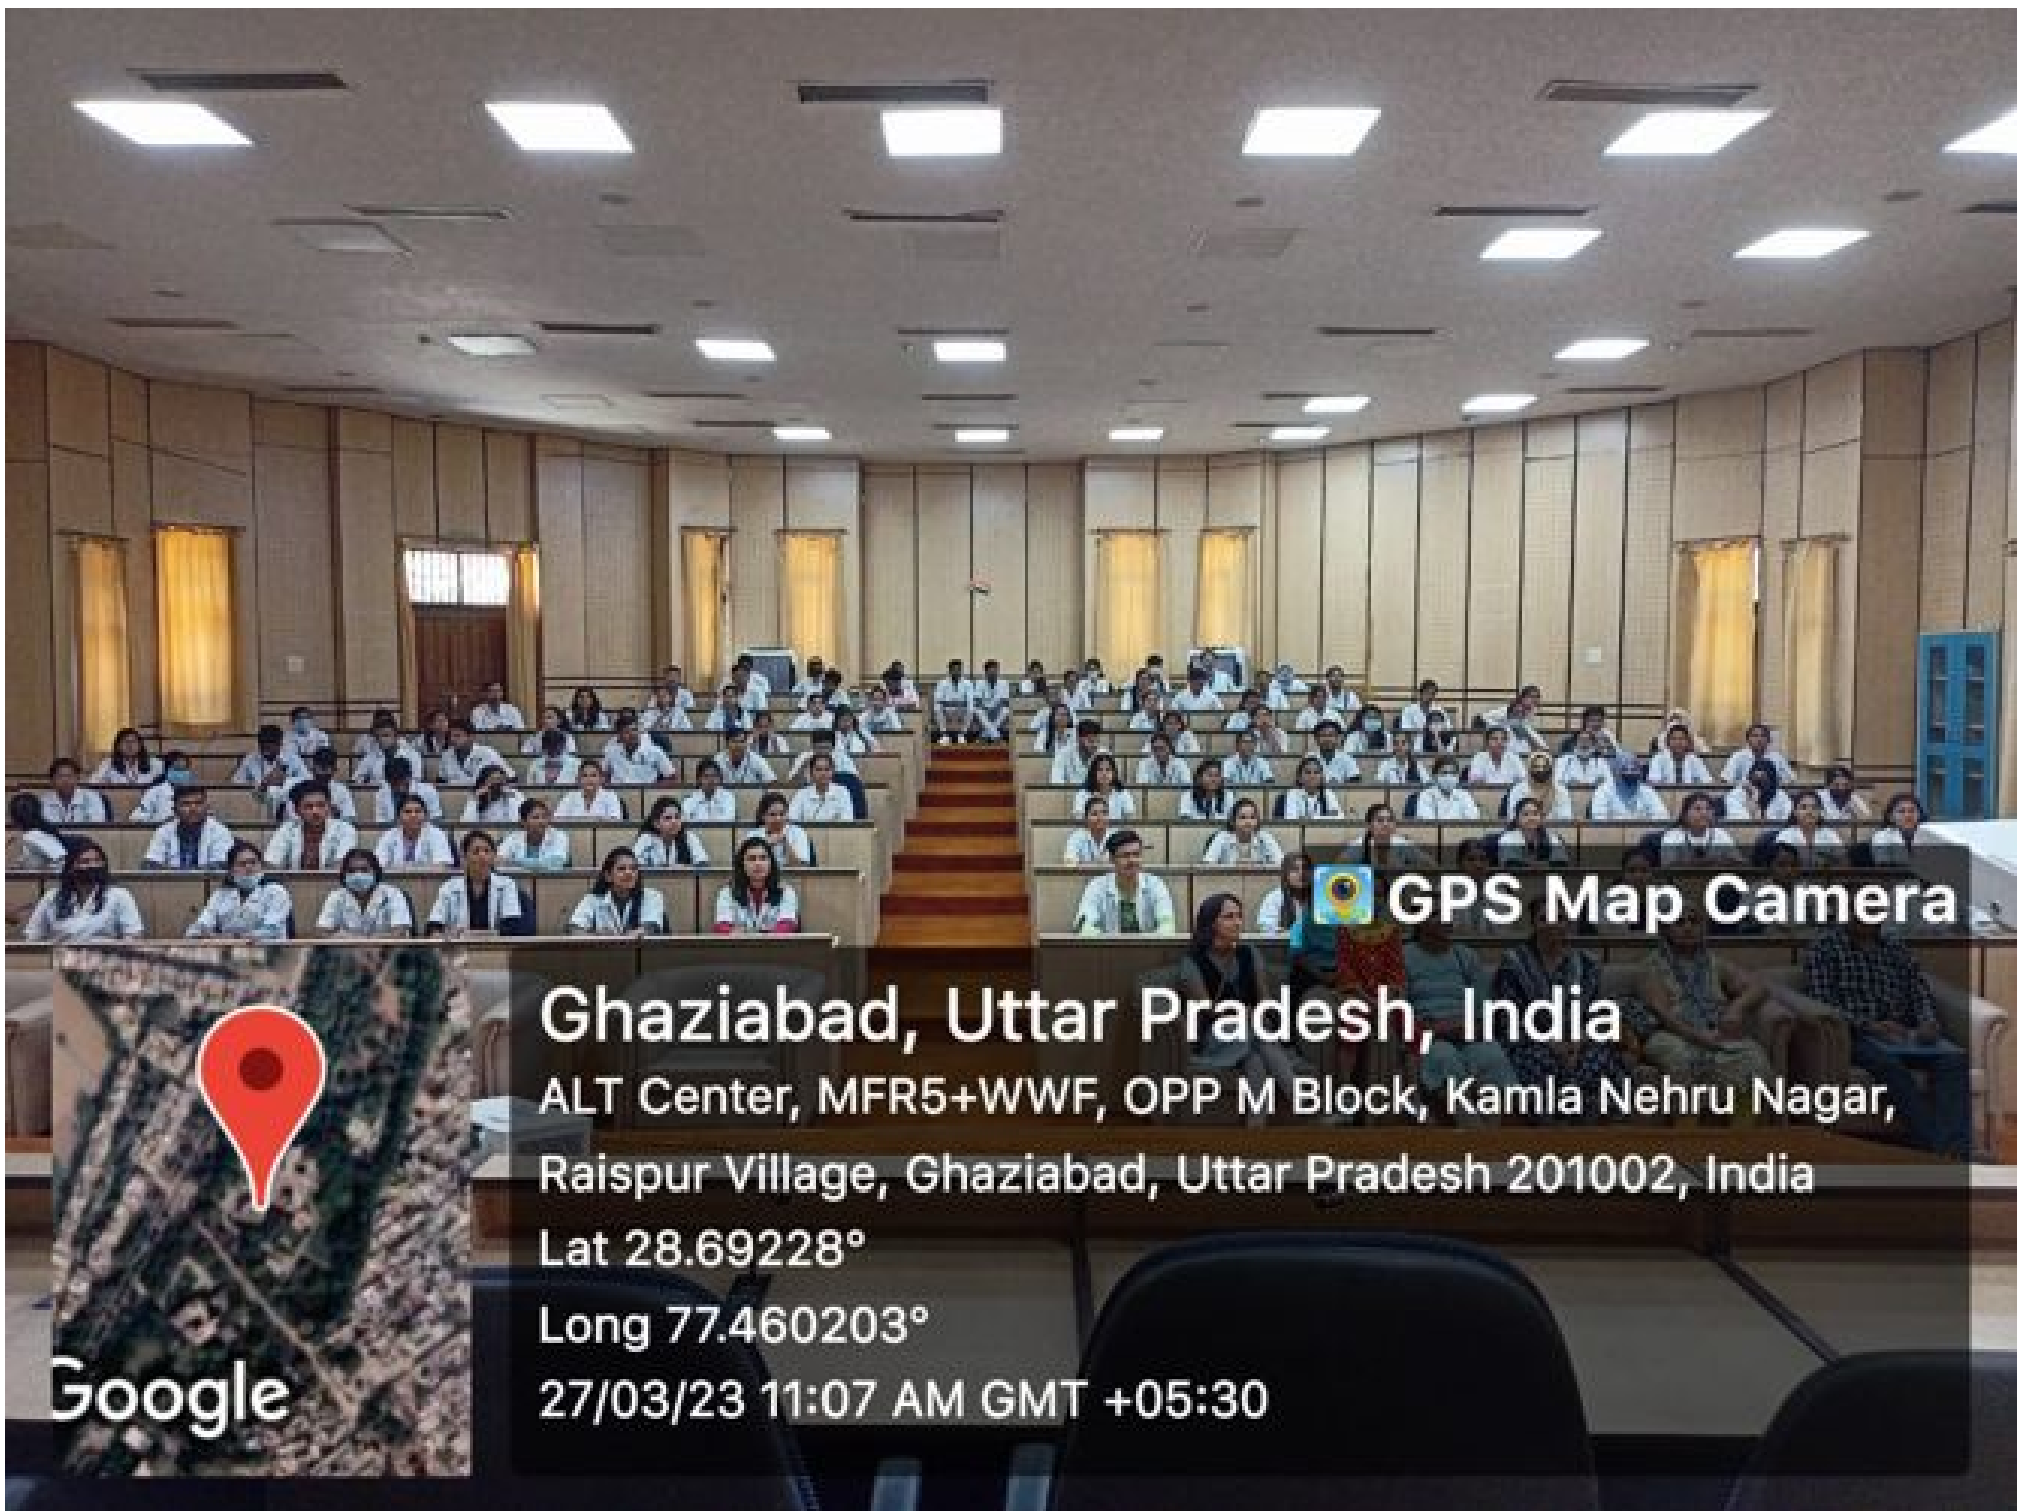 GPS Map Camera
Ghaziabad, Uttar Pradesh, India
ALT Center, MFR5+WWF, OPP M Block, Kamla Nehru Nagar,
Raispur Village, Ghaziabad, Uttar Pradesh 201002, India
Lat 28.69228°
Long 77.460203°
27/03/23 11:07 AM GMT +05:30
Google